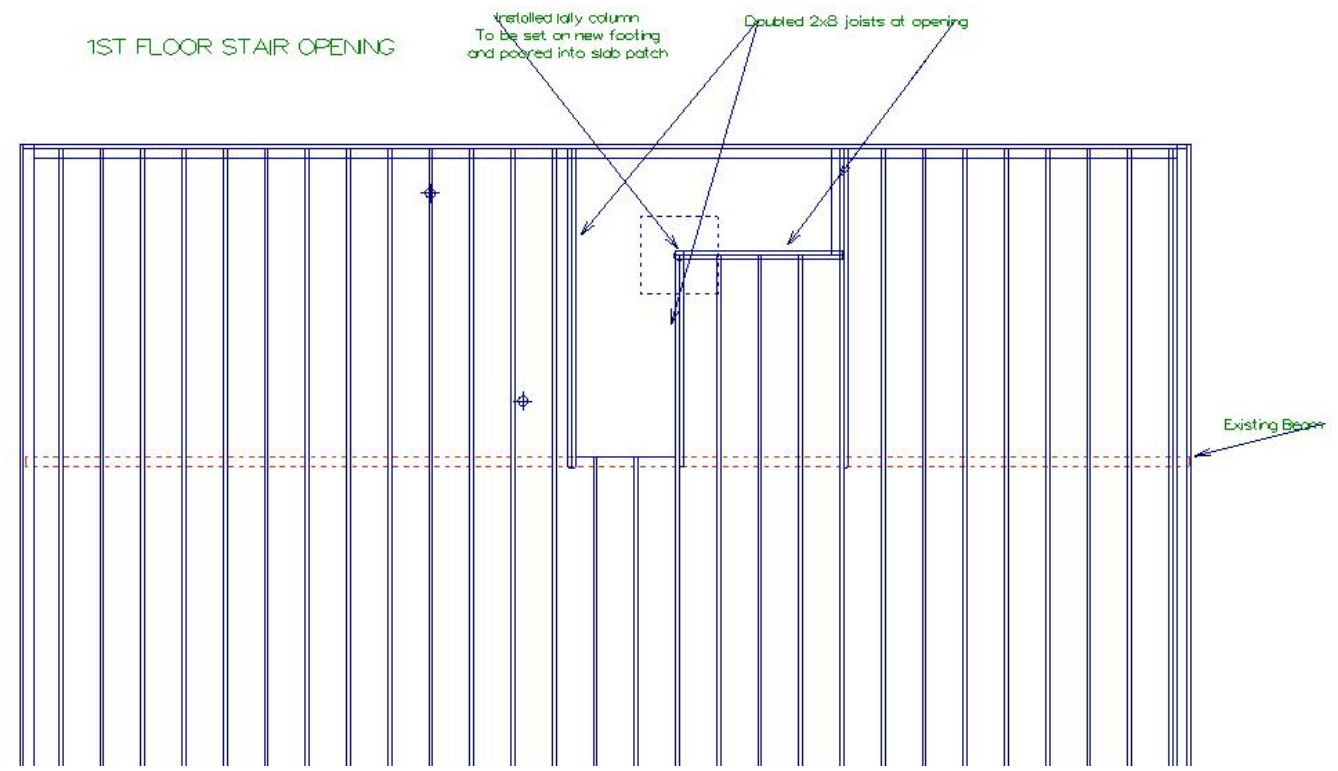 1ST FLOOR STAIR OPENING
Installed lally column
To be set on new footing
and poored into slab patch
Doubled 2x8 joists at opening
Existing Beam